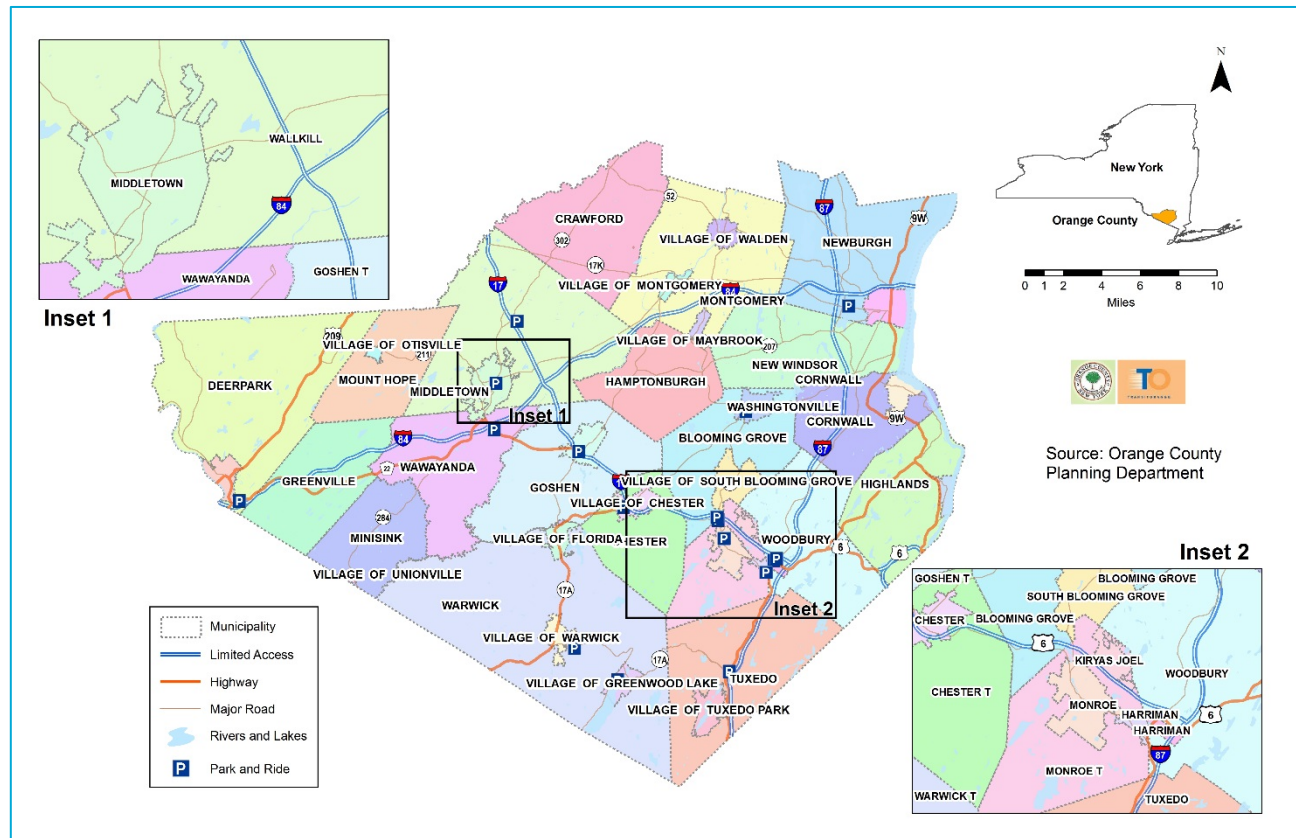 WALLKILL
MIDDLETOWN
84
WAWAYANDA
GOSHEN T
Inset 1
N
New York
Orange County
0 1 2 4 6 8 10
Miles
ORANGE COUNTY
NEW YORK
TO
Source: Orange County
Planning Department
CRAWFORD
52
87
9W
302
VILLAGE OF WALDEN
NEWBURGH
17K
17
VILLAGE OF MONTGOMERY
84
MONTGOMERY
209
VILLAGE OF OTISVILLE
211
VILLAGE OF MAYBROOK
207
DEERPARK
MOUNT HOPE
MIDDLETOWN
HAMPTONBURGH
NEW WINDSOR
CORNWALL
Inset 1
WASHINGTONVILLE
CORNWALL
9W
84
BLOOMING GROVE
87
22
WAWAYANDA
GREENVILLE
GOSHEN
VILLAGE OF SOUTH BLOOMING GROVE
HIGHLANDS
VILLAGE OF CHESTER
284
MINISINK
VILLAGE OF FLORIDA
HESTER
WOODBURY
6
6
VILLAGE OF UNIONVILLE
17A
Inset 2
WARWICK
VILLAGE OF WARWICK
17A
VILLAGE OF GREENWOOD LAKE
TUXEDO
VILLAGE OF TUXEDO PARK
P
P
P
P
P
P
P
P
P
P
P
P
P
P
Municipality
Limited Access
Highway
Major Road
Rivers and Lakes
P Park and Ride
Inset 2
GOSHEN T
BLOOMING GROVE
SOUTH BLOOMING GROVE
CHESTER
BLOOMING GROVE
6
KIRYAS JOEL
WOODBURY
CHESTER T
MONROE
HARRIMAN
6
HARRIMAN
87
MONROE T
WARWICK T
TUXEDO